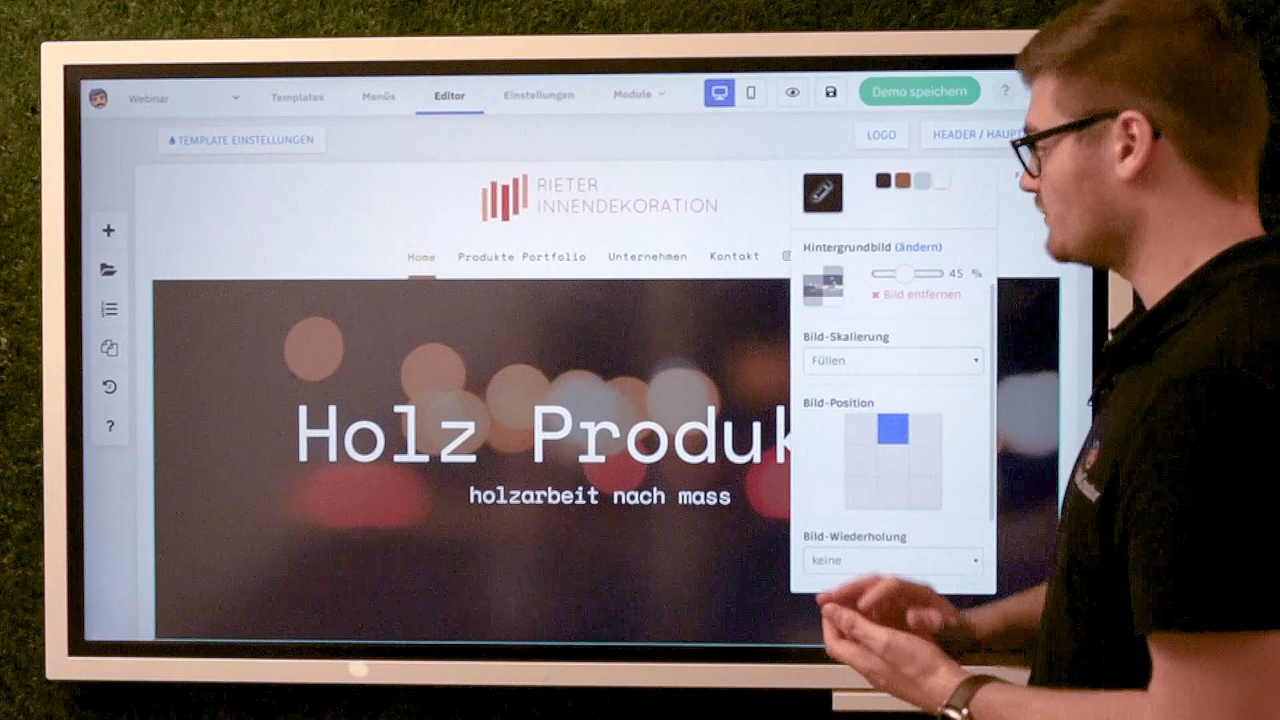 Webinar
Templates
Menüs
Editor
Einstellungen
Module
Demo speichern
?
TEMPLATE EINSTELLUNGEN
LOGO
HEADER / HAUPT
RIETER
INNENDEKORATION
Home
Produkte Portfolio
Unternehmen
Kontakt
Hintergrundbild (ändern)
45 %
Bild entfernen
Bild-Skalierung
Füllen
Bild-Position
Holz Produk
holzarbeit nach mass
Bild-Wiederholung
keine
?